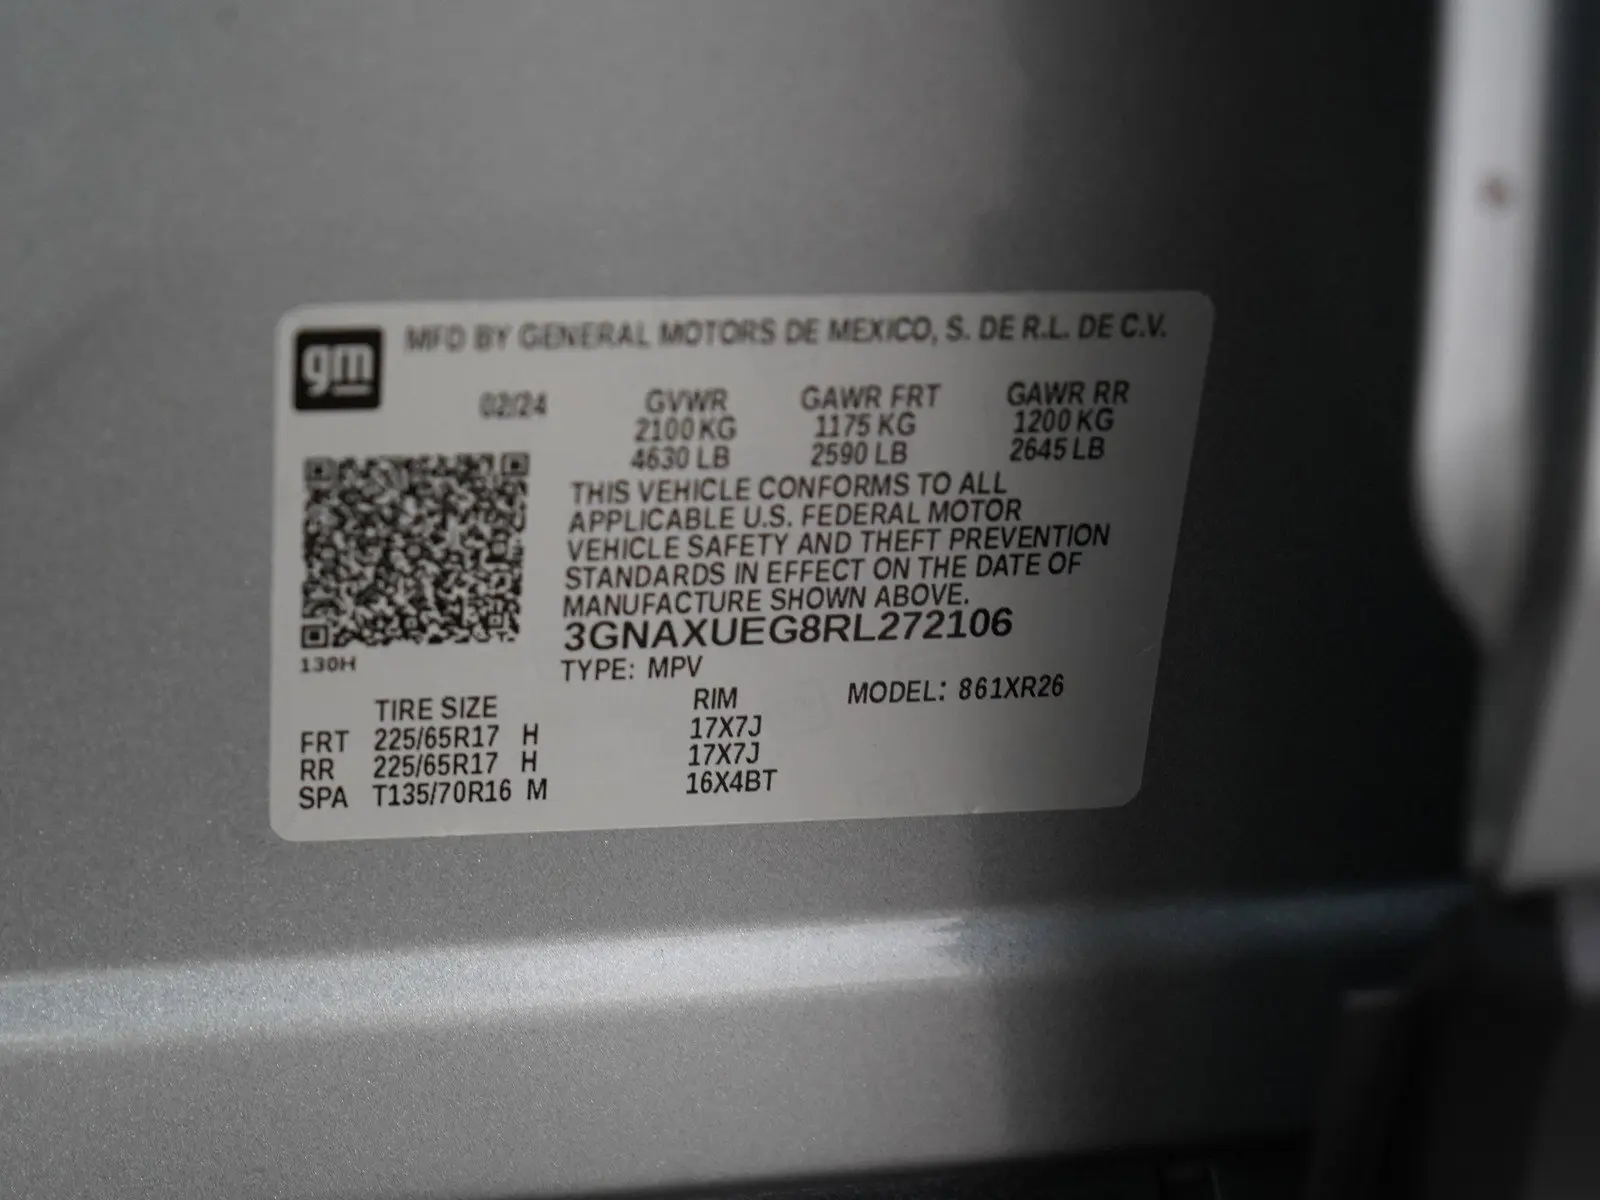 gm MFD BY GENERAL MOTORS DE MEXICO, S. DE R.L. DE C.V.
02/24 GVWR GAWR FRT GAWR RR
2100 KG 1175 KG 1200 KG
4630 LB 2590 LB 2645 LB
THIS VEHICLE CONFORMS TO ALL
APPLICABLE U.S. FEDERAL MOTOR
VEHICLE SAFETY AND THEFT PREVENTION
STANDARDS IN EFFECT ON THE DATE OF
MANUFACTURE SHOWN ABOVE.
3GNAXUEG8RL272106
130H
TYPE: MPV
TIRE SIZE RIM MODEL: 861XR26
FRT 225/65R17 H 17X7J
RR 225/65R17 H 17X7J
SPA T135/70R16 M 16X4BT